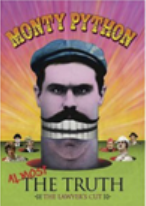 MONTY PYTHON
ALMOST
THE TRUTH
THE LAWYER'S CUT